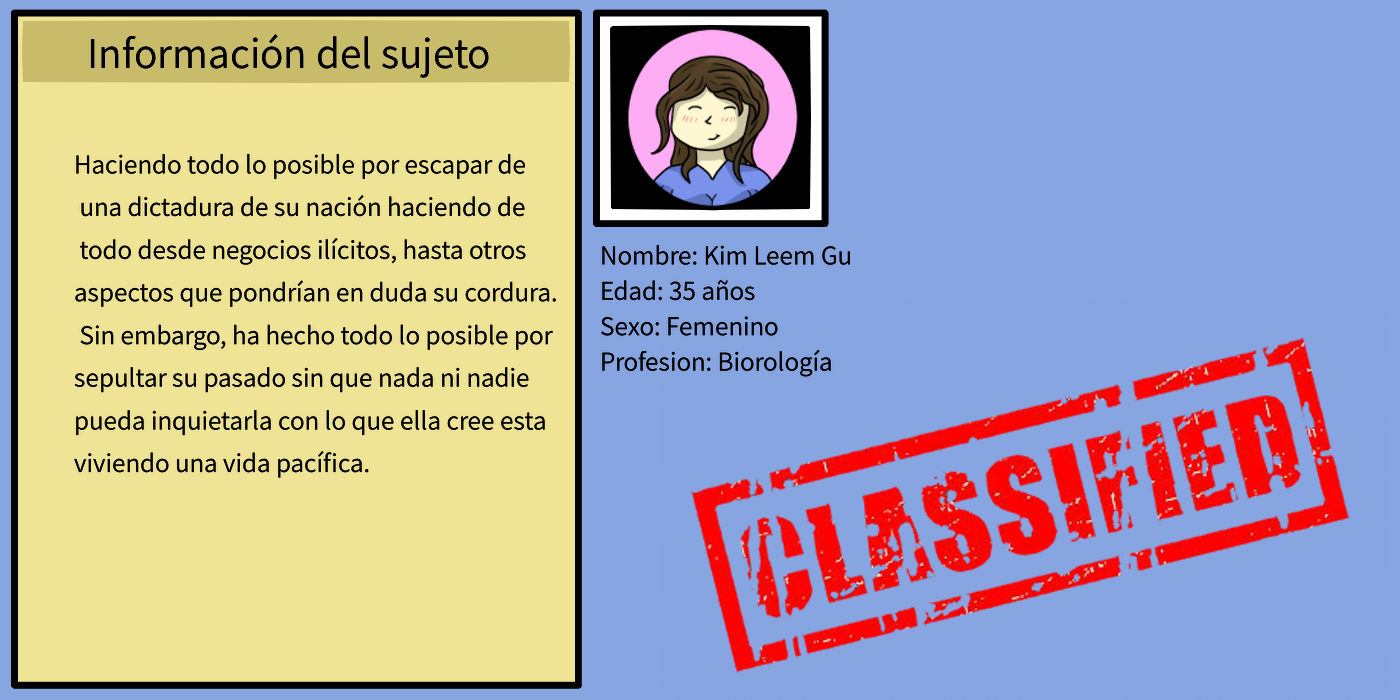 Información del sujeto
Haciendo todo lo posible por escapar de
una dictadura de su nación haciendo de
todo desde negocios ilícitos, hasta otros
aspectos que pondrían en duda su cordura.
Sin embargo, ha hecho todo lo posible por
sepultar su pasado sin que nada ni nadie
pueda inquietarla con lo que ella cree esta
viviendo una vida pacífica.
Nombre: Kim Leem Gu
Edad: 35 años
Sexo: Femenino
Profesion: Biorología
CLASSIFIED